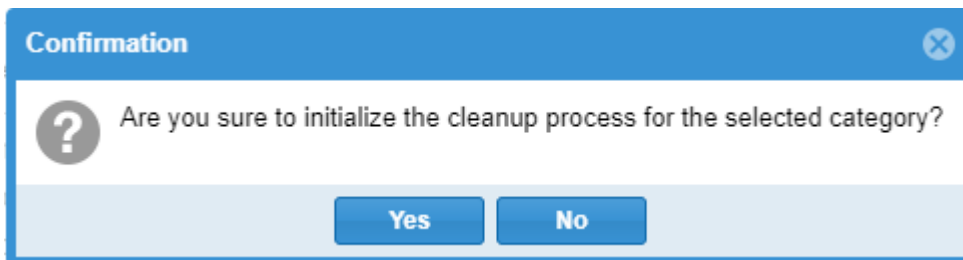 Confirmation
Are you sure to initialize the cleanup process for the selected category?
Yes
No